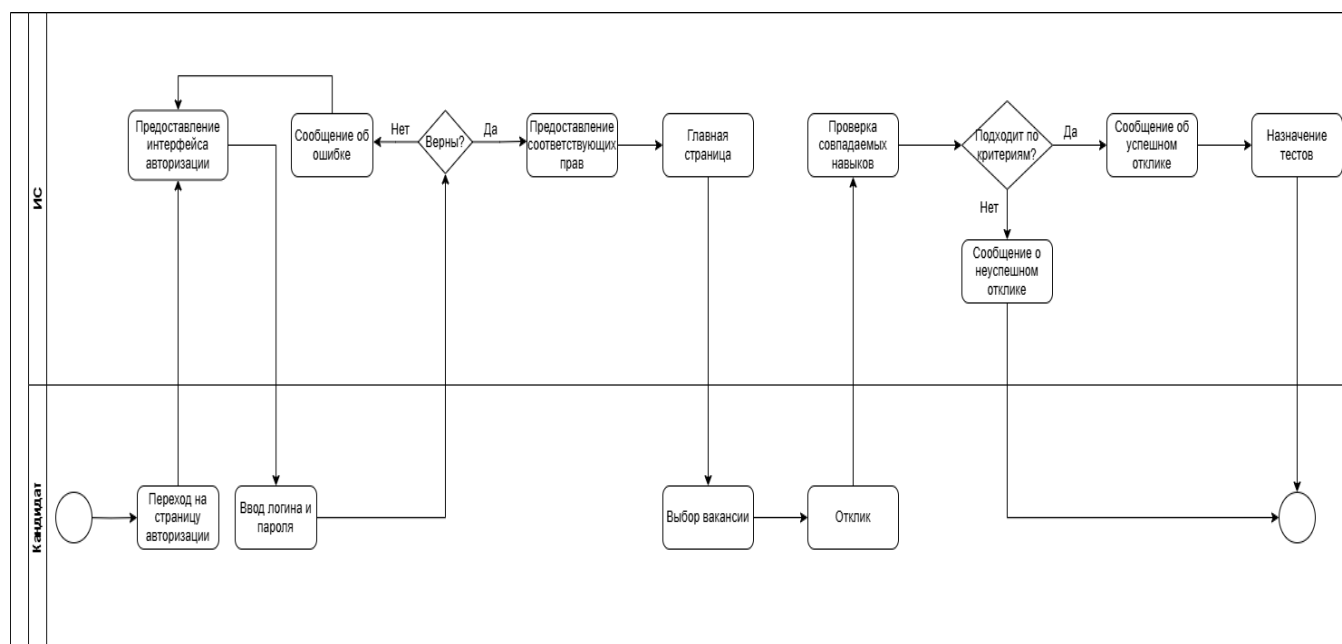 ИС
Предоставление
интерфейса
авторизации
Сообщение об
ошибке
Нет
Верны?
Да
Предоставление
соответствующих
прав
Главная
страница
Проверка
совпадаемых
навыков
Подходит по
критериям?
Да
Сообщение об
успешном
отклике
Назначение
тестов
Нет
Сообщение о
неуспешном
отклике
Кандидат
Переход на
страницу
авторизации
Ввод логина и
пароля
Выбор вакансии
Отклик